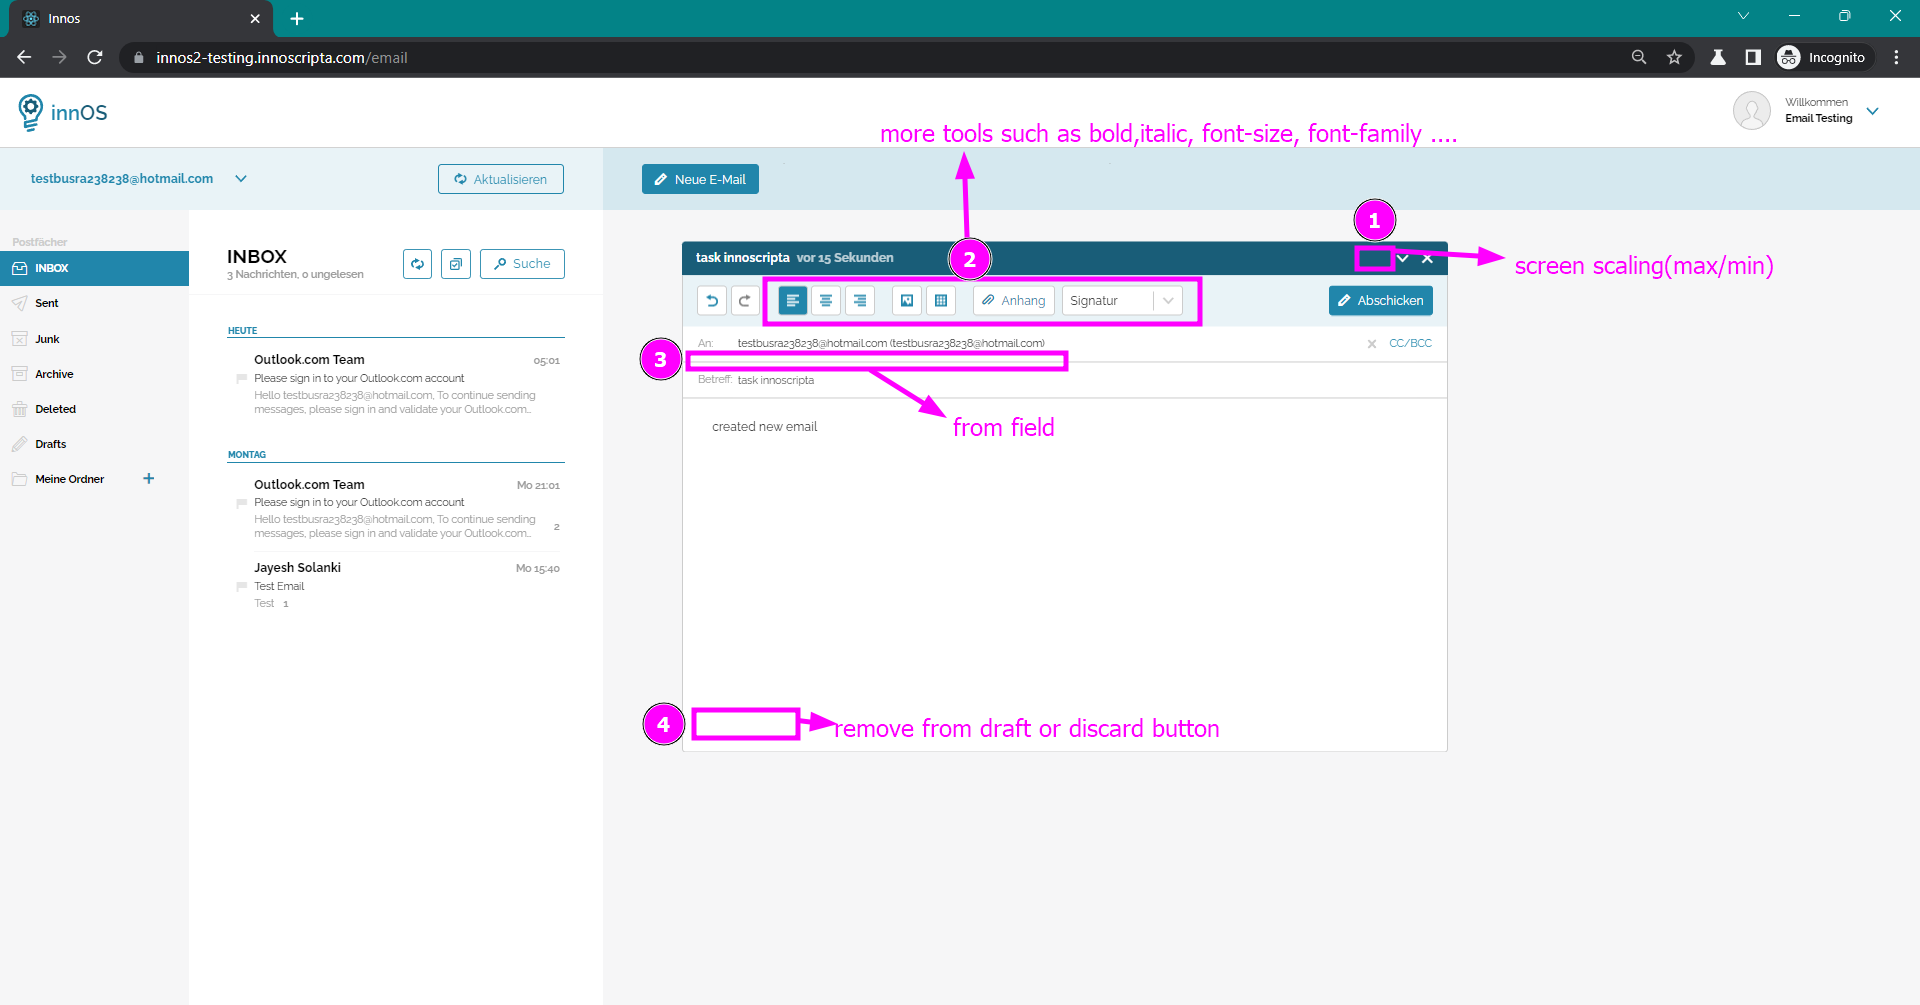 Innos
innos2-testing.innoscripta.com/email
Incognito
innOS
Willkommen
Email Testing
more tools such as bold,italic, font-size, font-family ....
testbusra238238@hotmail.com
Aktualisieren
Neue E-Mail
1
screen scaling(max/min)
Postfächer
INBOX
Sent
Junk
Archive
Deleted
Drafts
Meine Ordner
INBOX
3 Nachrichten, 0 ungelesen
Suche
HEUTE
Outlook.com Team 05:01
Please sign in to your Outlook.com account
Hello testbusra238238@hotmail.com, To continue sending
messages, please sign in and validate your Outlook.com...
MONTAG
Outlook.com Team Mo 21:01
Please sign in to your Outlook.com account
Hello testbusra238238@hotmail.com, To continue sending
messages, please sign in and validate your Outlook.com... 2
Jayesh Solanki Mo 15:40
Test Email
Test 1
task innoscripta vor 15 Sekunden
2
Anhang
Signatur
Abschicken
An: testbusra238238@hotmail.com (testbusra238238@hotmail.com) CC/BCC
3
Betreff: task innoscripta
from field
created new email
4
remove from draft or discard button